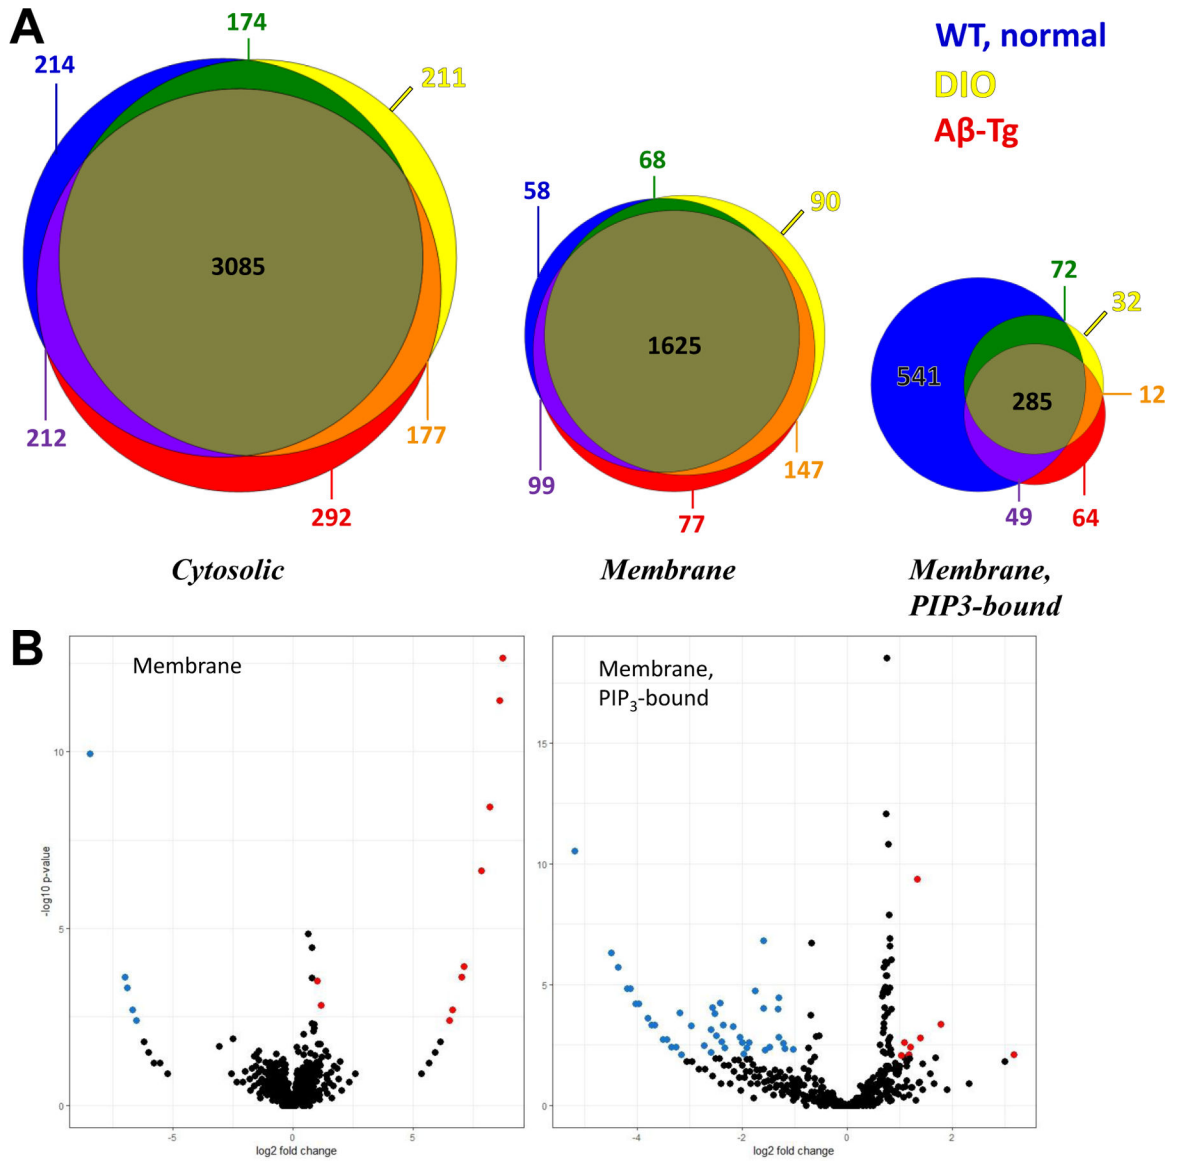 A
174
214
211
3085
212
177
292
Cytosolic
68
58
90
1625
99
147
77
Membrane
WT, normal
DIO
Aβ-Tg
72
32
541
285
12
49
64
Membrane,
PIP3-bound
B
Membrane
10
5
0
-log10 p-value
-5
0
5
log2 fold change
Membrane,
PIP3-bound
15
10
5
0
-4
-2
0
2
log2 fold change